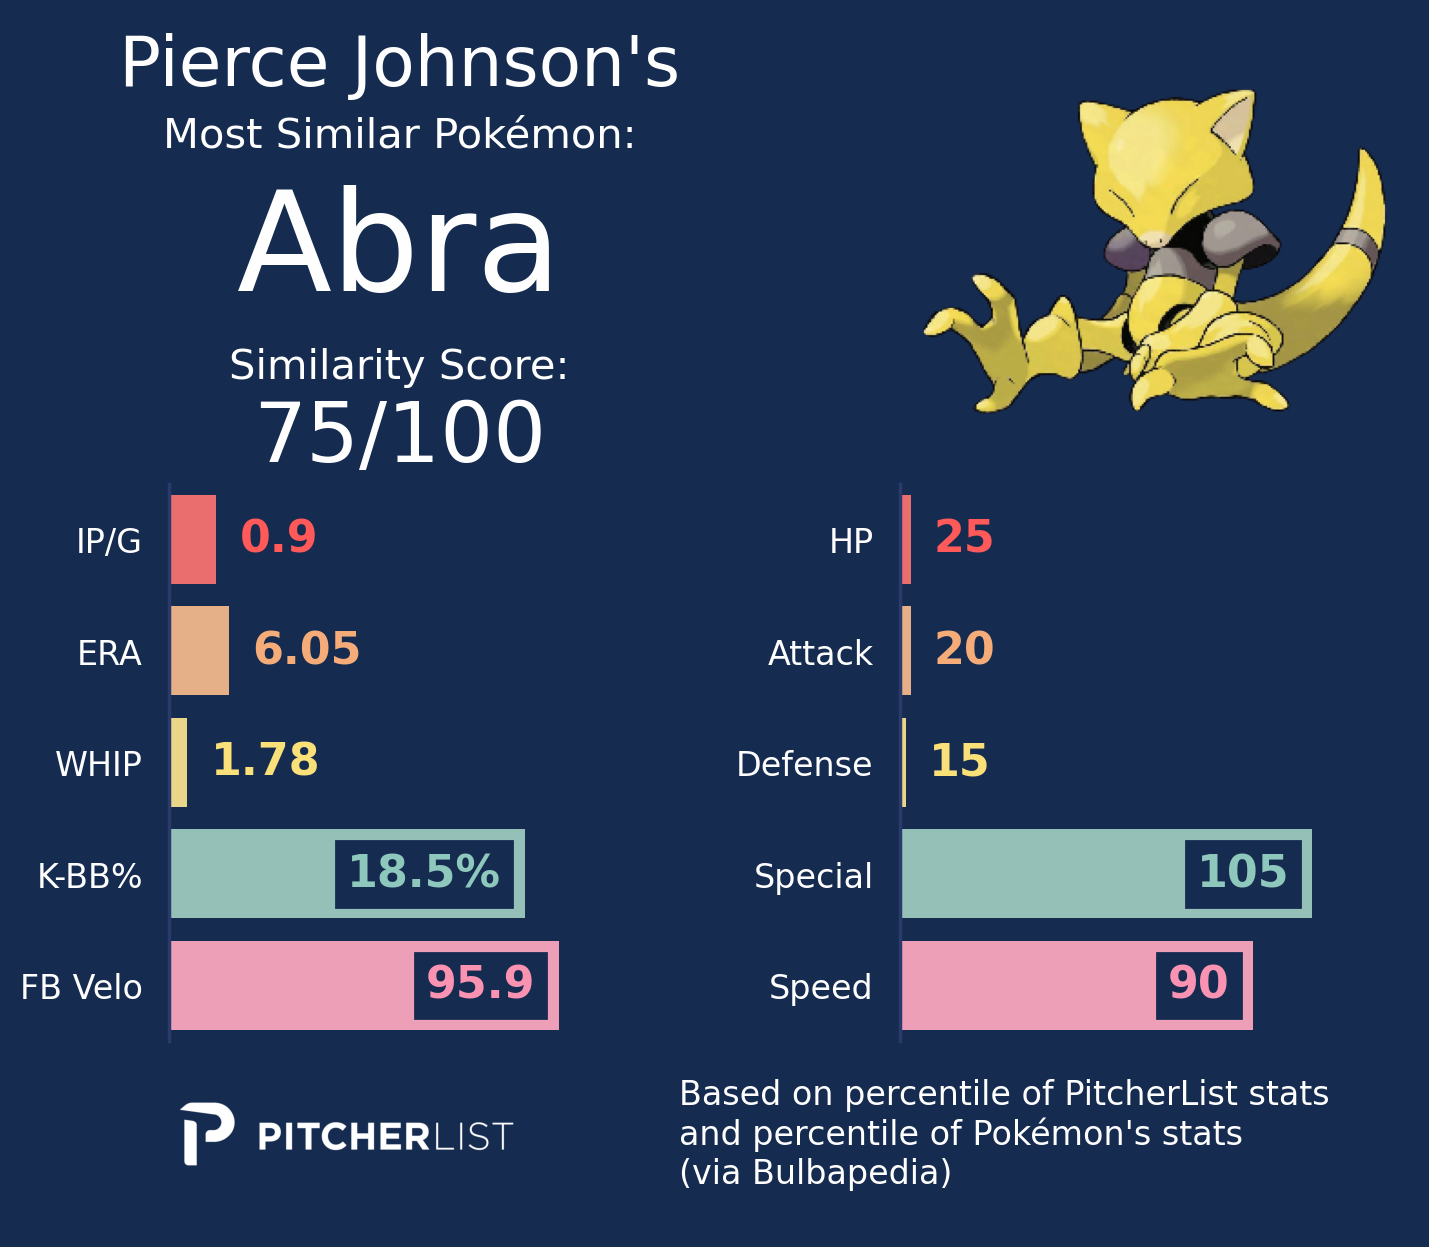 Pierce Johnson's
Most Similar Pokémon:
Abra
Similarity Score:
75/100
IP/G 0.9
ERA 6.05
WHIP 1.78
K-BB% 18.5%
FB Velo 95.9
HP 25
Attack 20
Defense 15
Special 105
Speed 90
PITCHERLIST
Based on percentile of PitcherList stats
and percentile of Pokémon's stats
(via Bulbapedia)